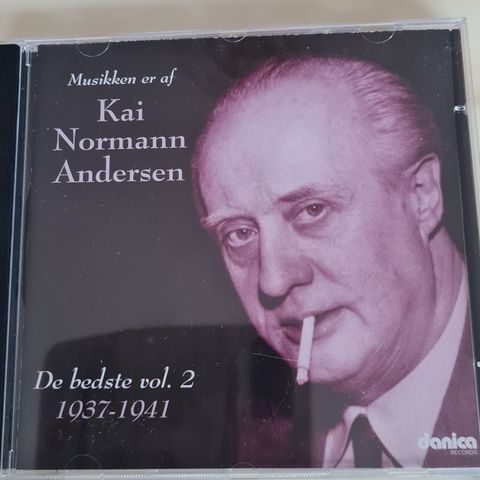 Musikken er af
Kai
Normann
Andersen
De bedste vol. 2
1937-1941
danica
RECORDS